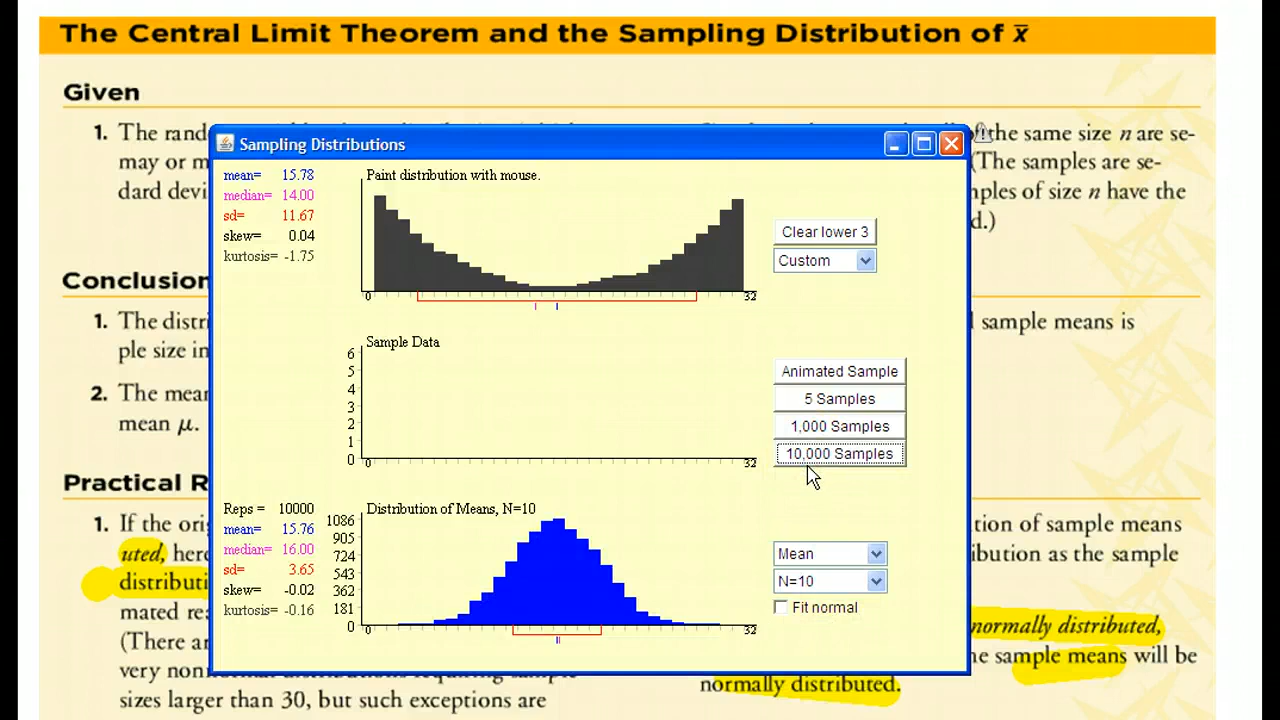 The Central Limit Theorem and the Sampling Distribution of x̄
Given
1. The rand
may or m
dard devi
the same size n are se-
(The samples are se-
ples of size n have the
d.)
Sampling Distributions
mean= 15.78
median= 14.00
sd= 11.67
skew= 0.04
kurtosis= -1.75
Paint distribution with mouse.
0 32
Clear lower 3
Custom
Conclusion
1. The distri
ple size in
sample means is
2. The mean
mean μ.
Sample Data
6
5
4
3
2
1
0
0 32
Animated Sample
5 Samples
1,000 Samples
10,000 Samples
Practical R
1. If the orig
uted, here
distributi
mated rea
(There ar
very nonnormal distributions requiring sample
sizes larger than 30, but such exceptions are
Reps = 10000
mean= 15.76
median= 16.00
sd= 3.65
skew= -0.02
kurtosis= -0.16
Distribution of Means, N=10
1086
905
724
543
362
181
0
0 32
Mean
N=10
Fit normal
tion of sample means
ibution as the sample
normally distributed,
he sample means will be
normally distributed.